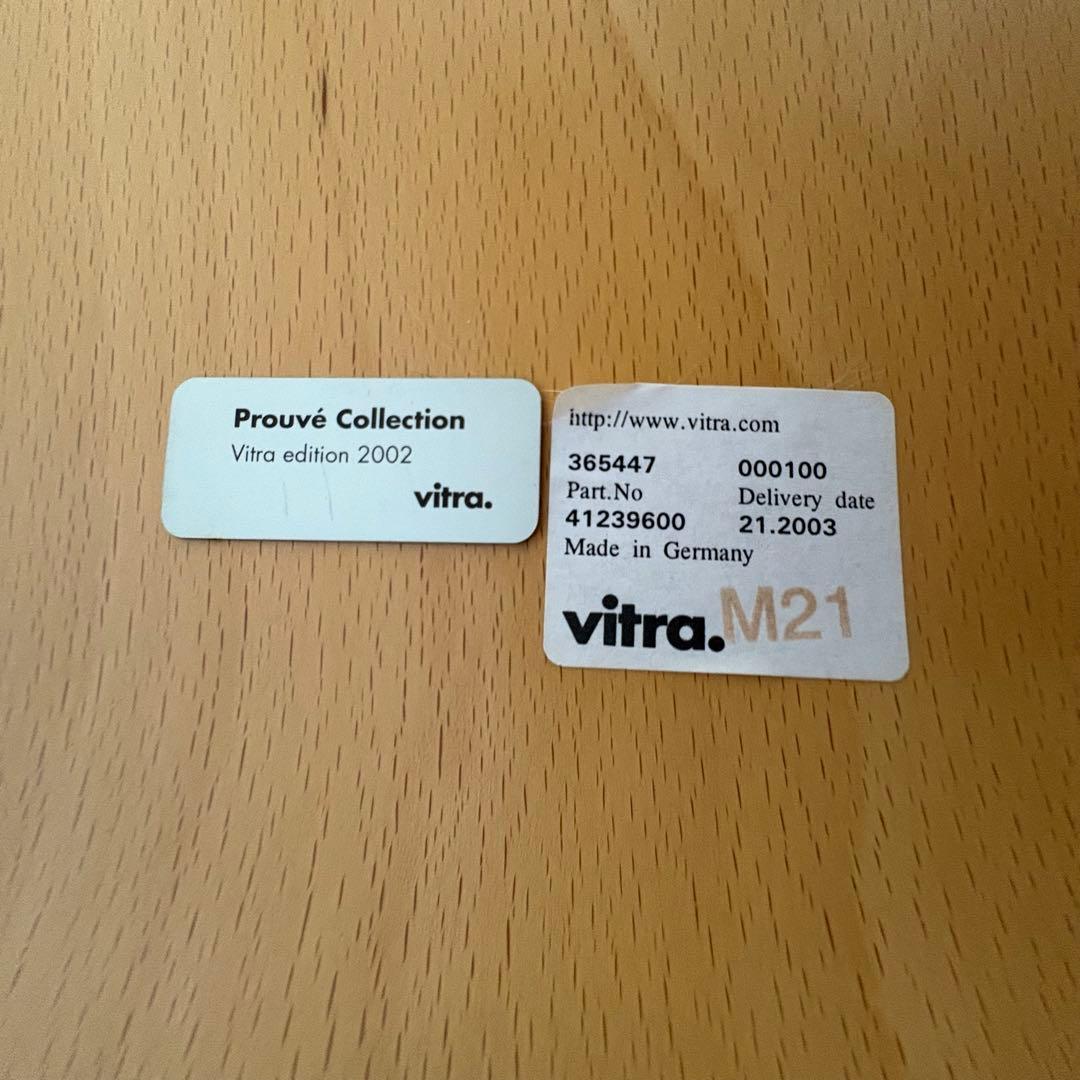 Prouvé Collection
Vitra edition 2002
vitra.
http://www.vitra.com
365447 000100
Part.No Delivery date
41239600 21.2003
Made in Germany
vitra. M21